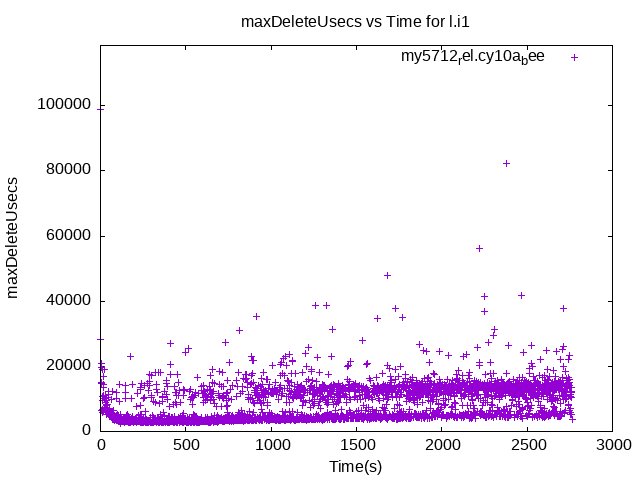 maxDeleteUsecs vs Time for l.i1
my5712_rel.cy10a_bee
100000
80000
60000
40000
20000
0
maxDeleteUsecs
0 500 1000 1500 2000 2500 3000
Time(s)